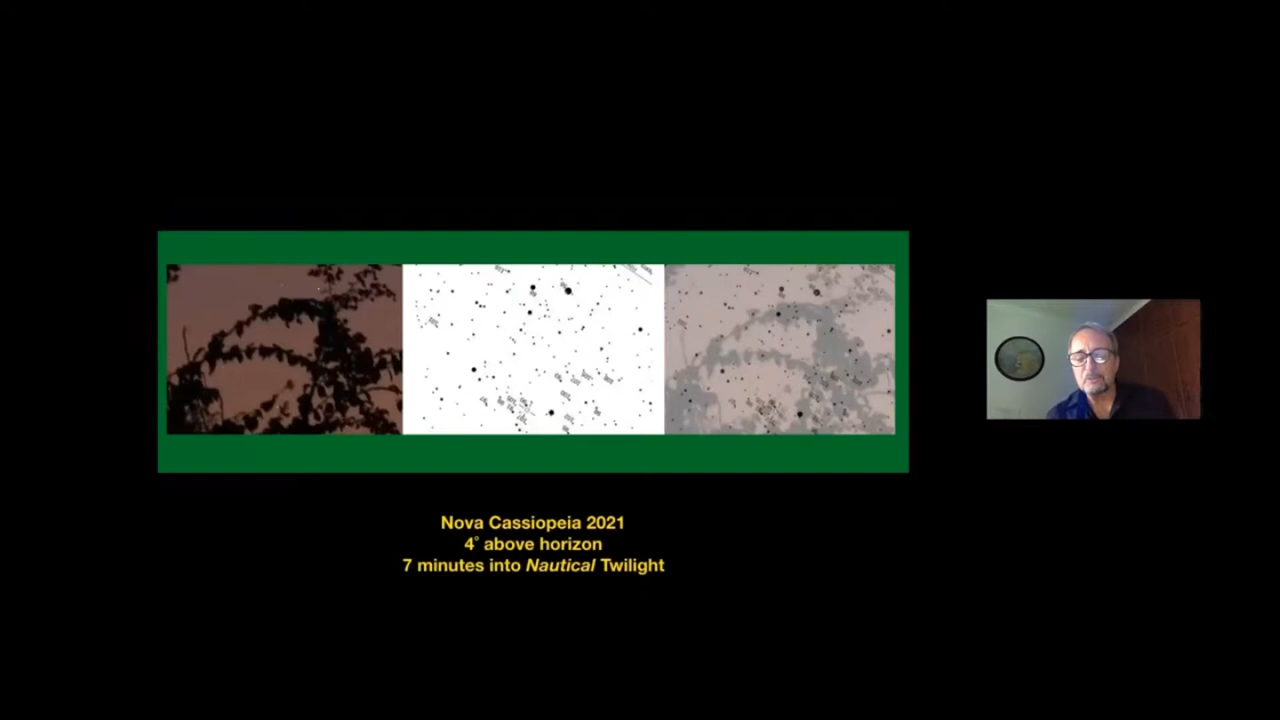 Nova Cassiopeia 2021
4° above horizon
7 minutes into Nautical Twilight